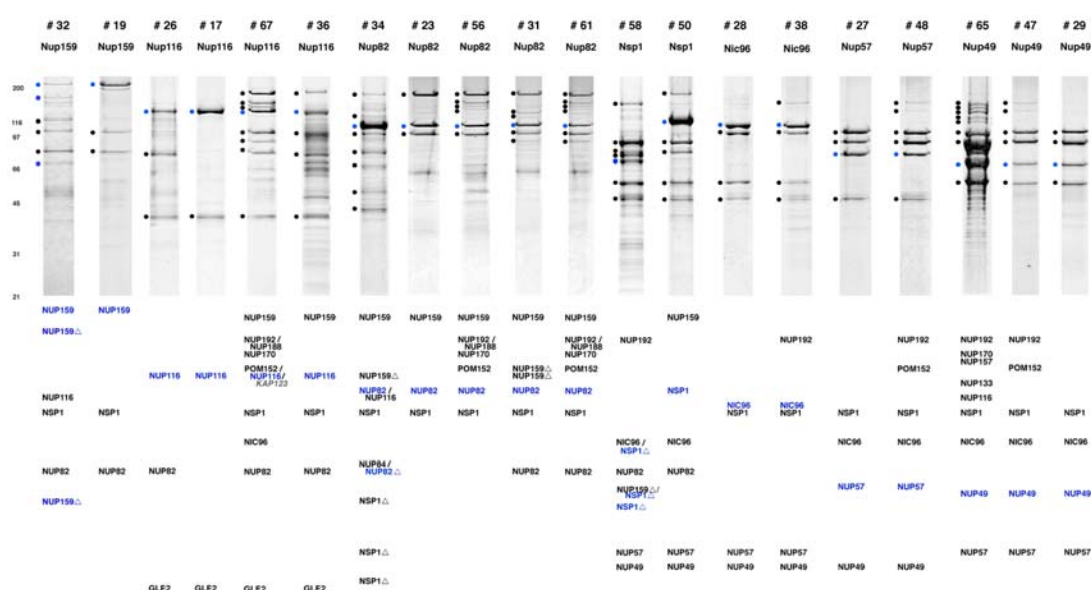 # 32 # 19 # 26 # 17 # 67 # 36 # 34 # 23 # 56 # 31 # 61 # 58 # 50 # 28 # 38 # 27 # 48 # 65 # 47 # 29
Nup159 Nup159 Nup116 Nup116 Nup116 Nup116 Nup82 Nup82 Nup82 Nup82 Nup82 Nsp1 Nsp1 Nic96 Nic96 Nup57 Nup57 Nup49 Nup49 Nup49
200
116
97
66
45
31
21
NUP159 NUP159
NUP159 NUP159 NUP159 NUP159 NUP159 NUP159 NUP159 NUP159
NUP159△
NUP192 / NUP192 / NUP192 / NUP192 NUP192 NUP192 NUP192 NUP192
NUP188 NUP188 NUP188
NUP170 NUP170 NUP170 NUP170
NUP157
POM152 / POM152 NUP159△ POM152 POM152 POM152
NUP116 NUP116 NUP116 / NUP116 NUP159△ NUP159△
KAP123 NUP133
NUP82 / NUP82 NUP82 NUP82 NUP82 NSP1
NUP116 NUP116 NUP116
NIC96 NIC96
NSP1 NSP1 NSP1 NSP1 NSP1 NSP1 NSP1 NSP1 NSP1 NSP1 NSP1 NSP1 NSP1 NSP1 NSP1 NSP1
NIC96 NIC96 / NIC96 NIC96 NIC96 NIC96 NIC96 NIC96
NSP1△
NUP84 /
NUP82 NUP82 NUP82 NUP82 NUP82 NUP82△ NUP82 NUP82 NUP82 NUP82
NUP159△/ NUP57 NUP57
NSP1△ NUP49 NUP49 NUP49
NUP159△ NSP1△ NSP1△
NSP1△ NUP57 NUP57 NUP57 NUP57 NUP57 NUP57 NUP57
NUP49 NUP49 NUP49 NUP49 NUP49 NUP49
NSP1△
GLE2 GLE2 GLE2 GLE2